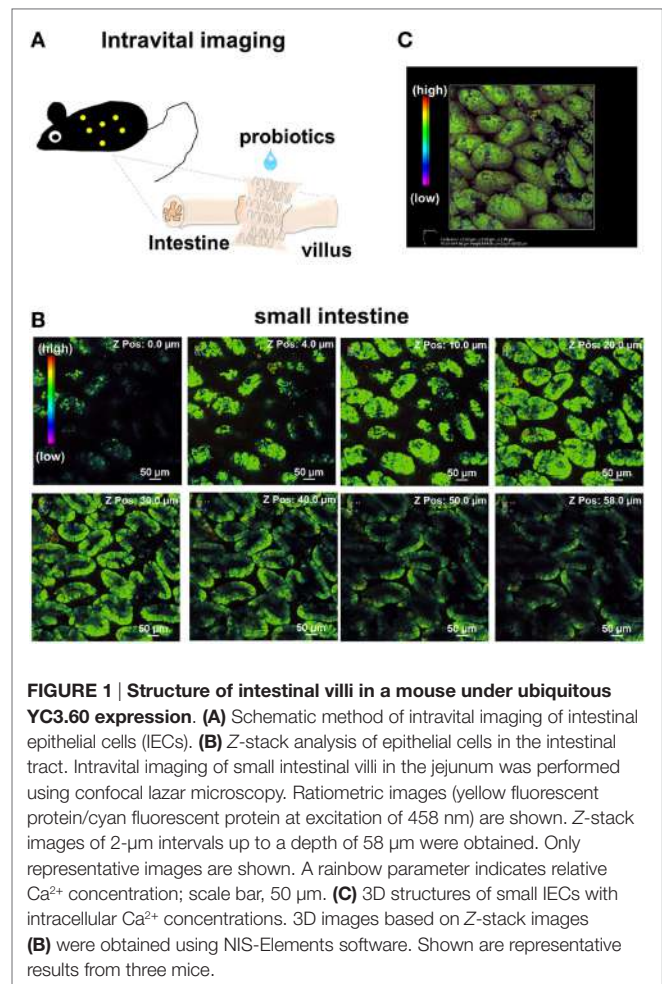 A Intravital imaging
probiotics
Intestine
villus
C
(high)
(low)
B small intestine
(high)
(low)
Z Pos: 0.0 µm
50 µm
Z Pos: 4.0 µm
50 µm
Z Pos: 10.0 µm
50 µm
Z Pos: 20.0 µm
50 µm
Z Pos: 30.0 µm
50 µm
Z Pos: 40.0 µm
50 µm
Z Pos: 50.0 µm
50 µm
Z Pos: 58.0 µm
50 µm
FIGURE 1 | Structure of intestinal villi in a mouse under ubiquitous
YC3.60 expression. (A) Schematic method of intravital imaging of intestinal
epithelial cells (IECs). (B) Z-stack analysis of epithelial cells in the intestinal
tract. Intravital imaging of small intestinal villi in the jejunum was performed
using confocal lazar microscopy. Ratiometric images (yellow fluorescent
protein/cyan fluorescent protein at excitation of 458 nm) are shown. Z-stack
images of 2-µm intervals up to a depth of 58 µm were obtained. Only
representative images are shown. A rainbow parameter indicates relative
Ca²⁺ concentration; scale bar, 50 µm. (C) 3D structures of small IECs with
intracellular Ca²⁺ concentrations. 3D images based on Z-stack images
(B) were obtained using NIS-Elements software. Shown are representative
results from three mice.